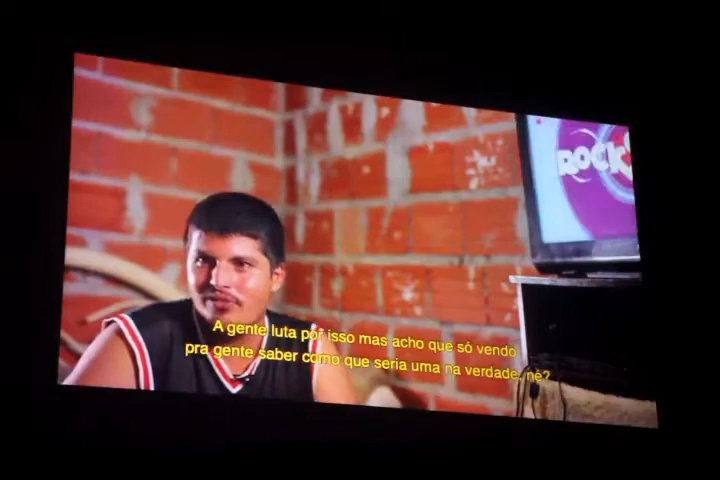 ROCK
A gente luta por isso mas acho que só vendo
pra gente saber como que seria uma na verdade, né?